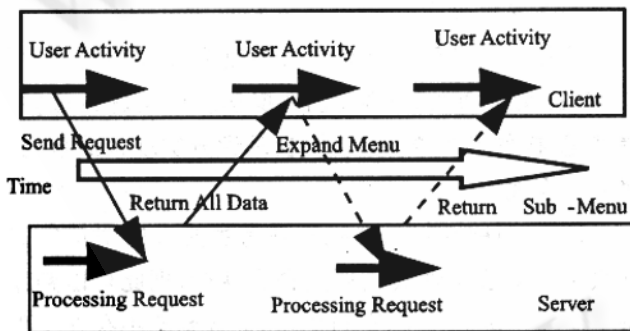 User Activity User Activity User Activity
Client
Send Request Expand Menu
Time
Return All Data Return Sub -Menu
Processing Request Processing Request Server